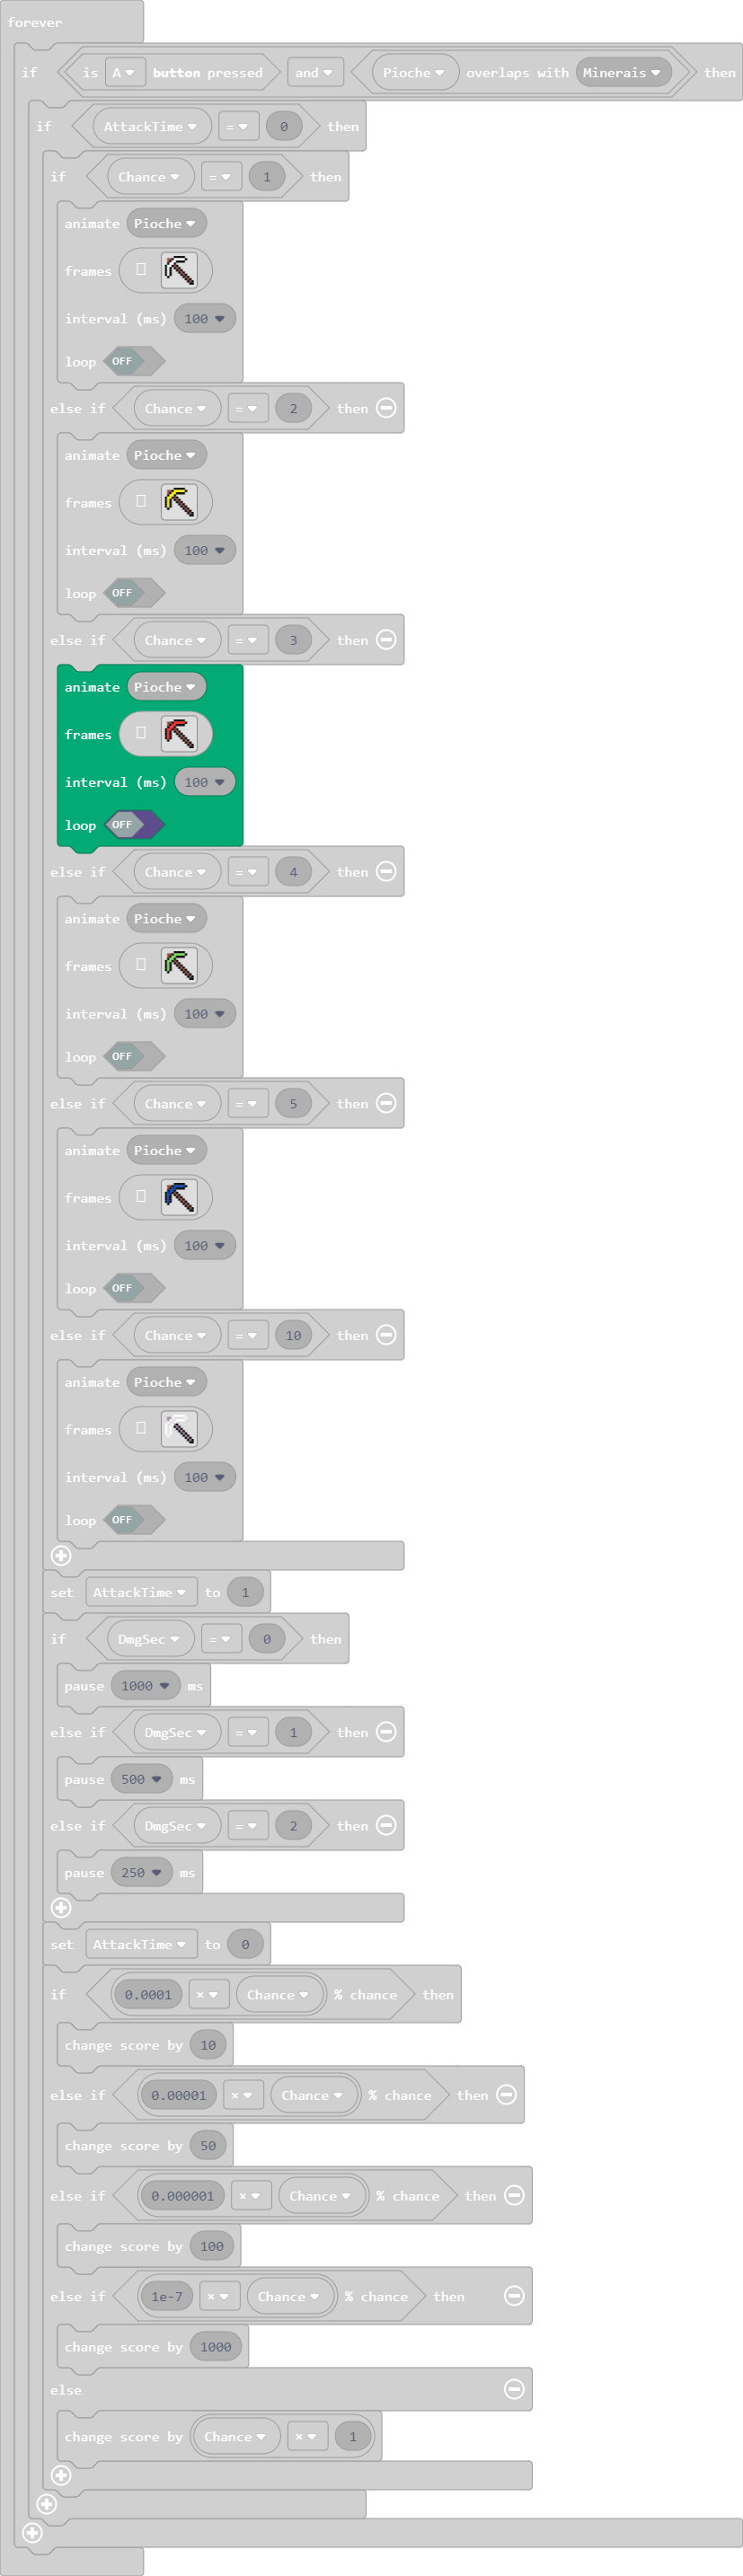 forever
if is A button pressed and Pioche overlaps with Minerais then
if AttackTime = 0 then
if Chance = 1 then
animate Pioche
frames
interval (ms) 100
loop OFF
else if Chance = 2 then
animate Pioche
frames
interval (ms) 100
loop OFF
else if Chance = 3 then
animate Pioche
frames
interval (ms) 100
loop OFF
else if Chance = 4 then
animate Pioche
frames
interval (ms) 100
loop OFF
else if Chance = 5 then
animate Pioche
frames
interval (ms) 100
loop OFF
else if Chance = 10 then
animate Pioche
frames
interval (ms) 100
loop OFF
set AttackTime to 1
if DmgSec = 0 then
pause 1000 ms
else if DmgSec = 1 then
pause 500 ms
else if DmgSec = 2 then
pause 250 ms
set AttackTime to 0
if 0.0001 × Chance % chance then
change score by 10
else if 0.00001 × Chance % chance then
change score by 50
else if 0.000001 × Chance % chance then
change score by 100
else if 1e-7 × Chance % chance then
change score by 1000
else
change score by Chance × 1